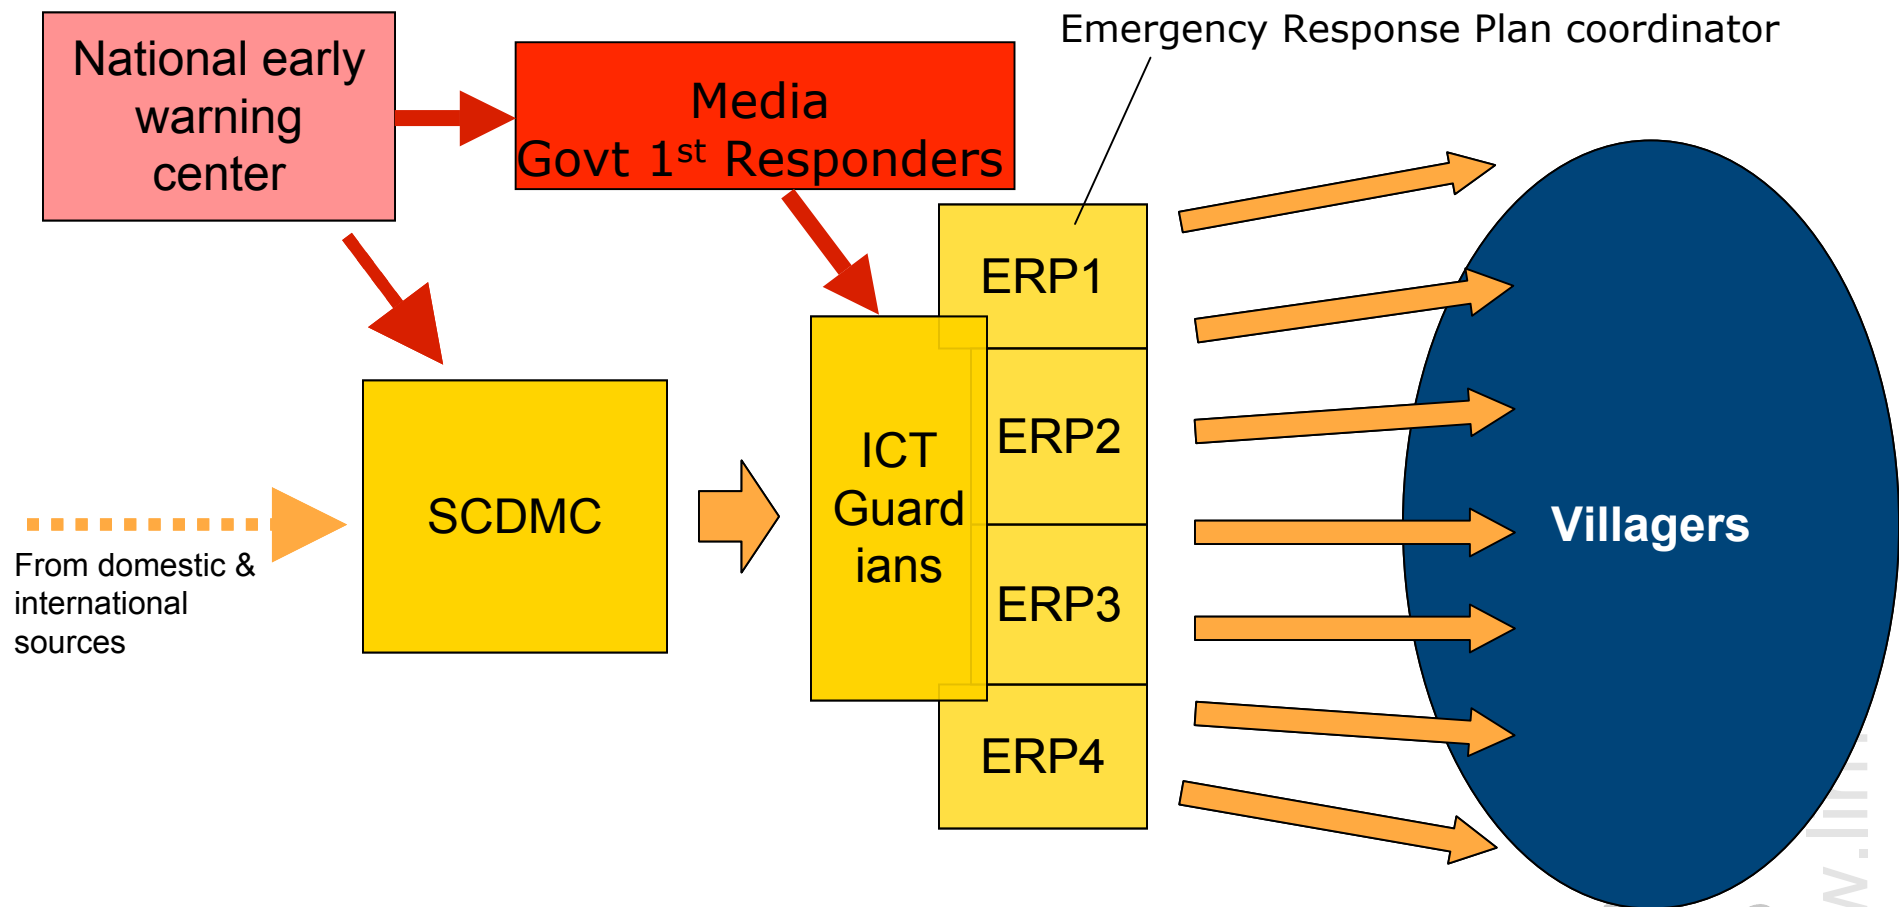 Emergency Response Plan coordinator
National early
warning
center
Media
Govt 1st Responders
ERP1
ERP2
ERP3
ERP4
ICT
Guard
ians
SCDMC
From domestic &
international
sources
Villagers
w.lirn